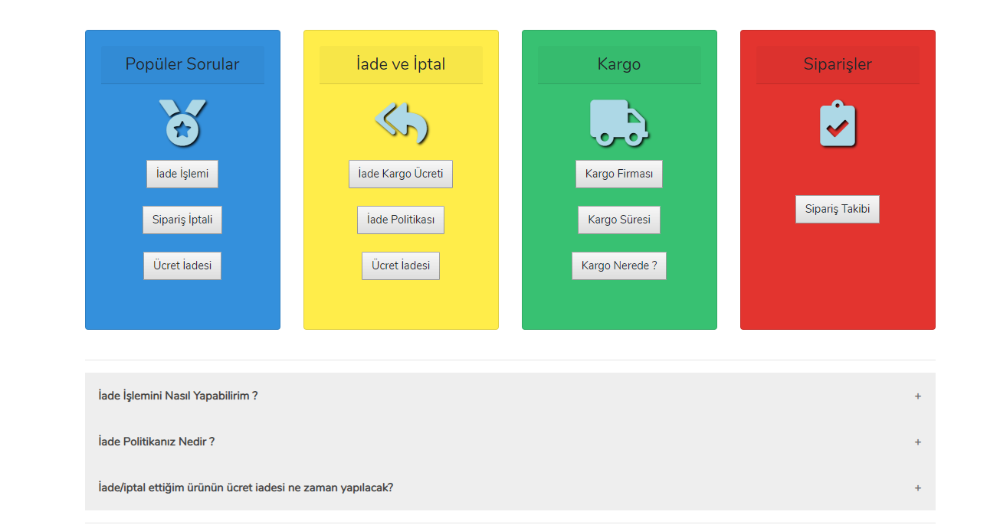 Popüler Sorular
İade İşlemi
Sipariş İptali
Ücret İadesi
İade ve İptal
İade Kargo Ücreti
İade Politikası
Ücret İadesi
Kargo
Kargo Firması
Kargo Süresi
Kargo Nerede ?
Siparişler
Sipariş Takibi
İade İşlemini Nasıl Yapabilirim ?
+
İade Politikanız Nedir ?
+
İade/iptal ettiğim ürünün ücret iadesi ne zaman yapılacak?
+